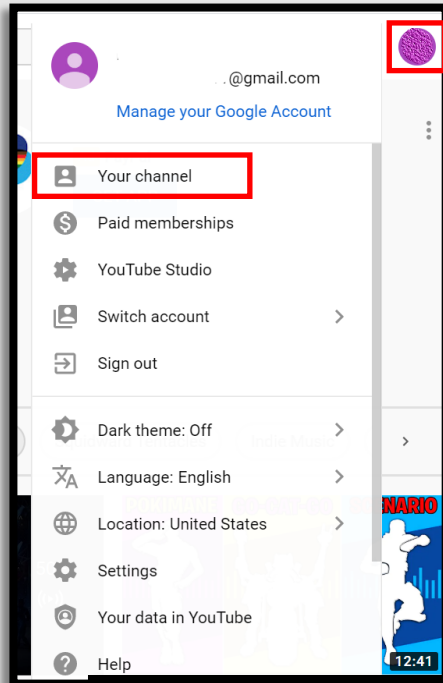 @gmail.com
Manage your Google Account
Your channel
Paid memberships
YouTube Studio
Switch account
Sign out
Dark theme: Off
Language: English
Location: United States
Settings
Your data in YouTube
Help
12:41